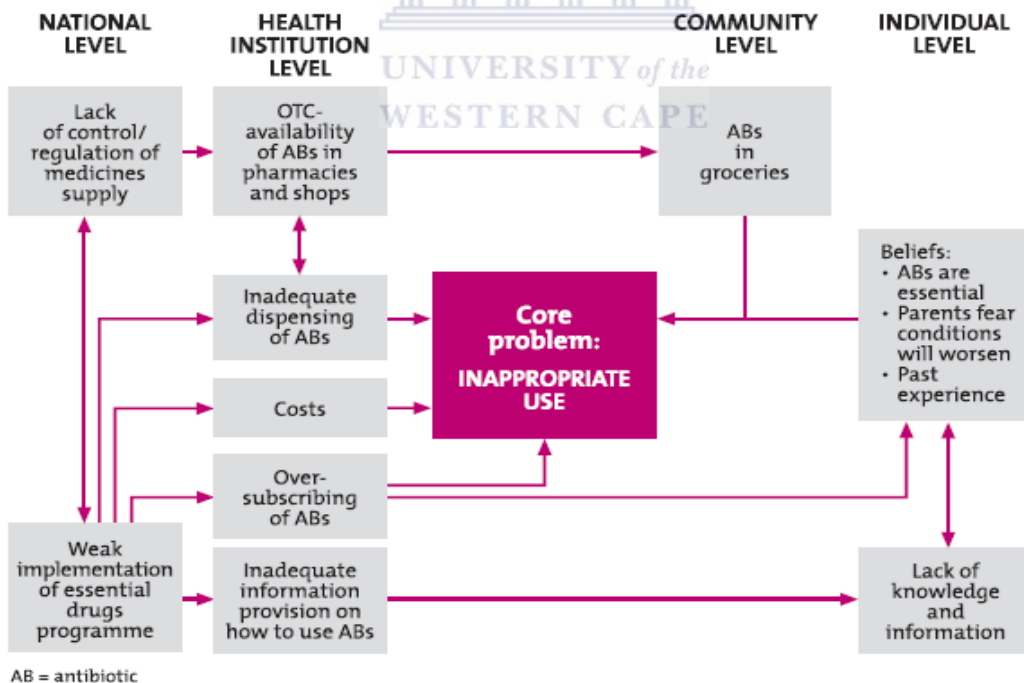 NATIONAL
LEVEL
HEALTH
INSTITUTION
LEVEL
COMMUNITY
LEVEL
INDIVIDUAL
LEVEL
UNIVERSITY of the
WESTERN CAPE
Lack
of control/
regulation of
medicines
supply
OTC-
availability
of ABs in
pharmacies
and shops
ABs
in
groceries
Beliefs:
• ABs are
essential
• Parents fear
conditions
will worsen
• Past
experience
Inadequate
dispensing
of ABs
Core
problem:
INAPPROPRIATE
USE
Costs
Over-
subscribing
of ABs
Weak
implementation
of essential
drugs
programme
Inadequate
information
provision on
how to use ABs
Lack of
knowledge
and
information
AB = antibiotic